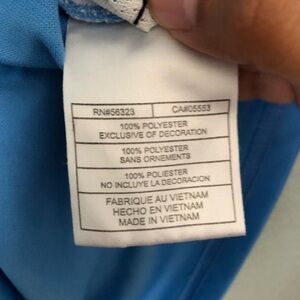 RN#56323 CA#05553
100% POLYESTER
EXCLUSIVE OF DECORATION
100% POLYESTER
SANS ORNEMENTS
100% POLIESTER
NO INCLUYE LA DECORACION
FABRIQUE AU VIETNAM
HECHO EN VIETNAM
MADE IN VIETNAM